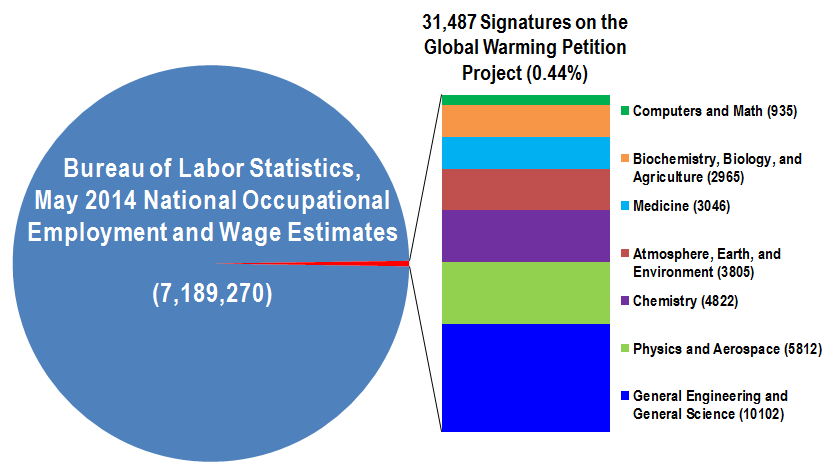 31,487 Signatures on the
Global Warming Petition
Project (0.44%)
Bureau of Labor Statistics,
May 2014 National Occupational
Employment and Wage Estimates
(7,189,270)
Computers and Math (935)
Biochemistry, Biology, and
Agriculture (2965)
Medicine (3046)
Atmosphere, Earth, and
Environment (3805)
Chemistry (4822)
Physics and Aerospace (5812)
General Engineering and
General Science (10102)